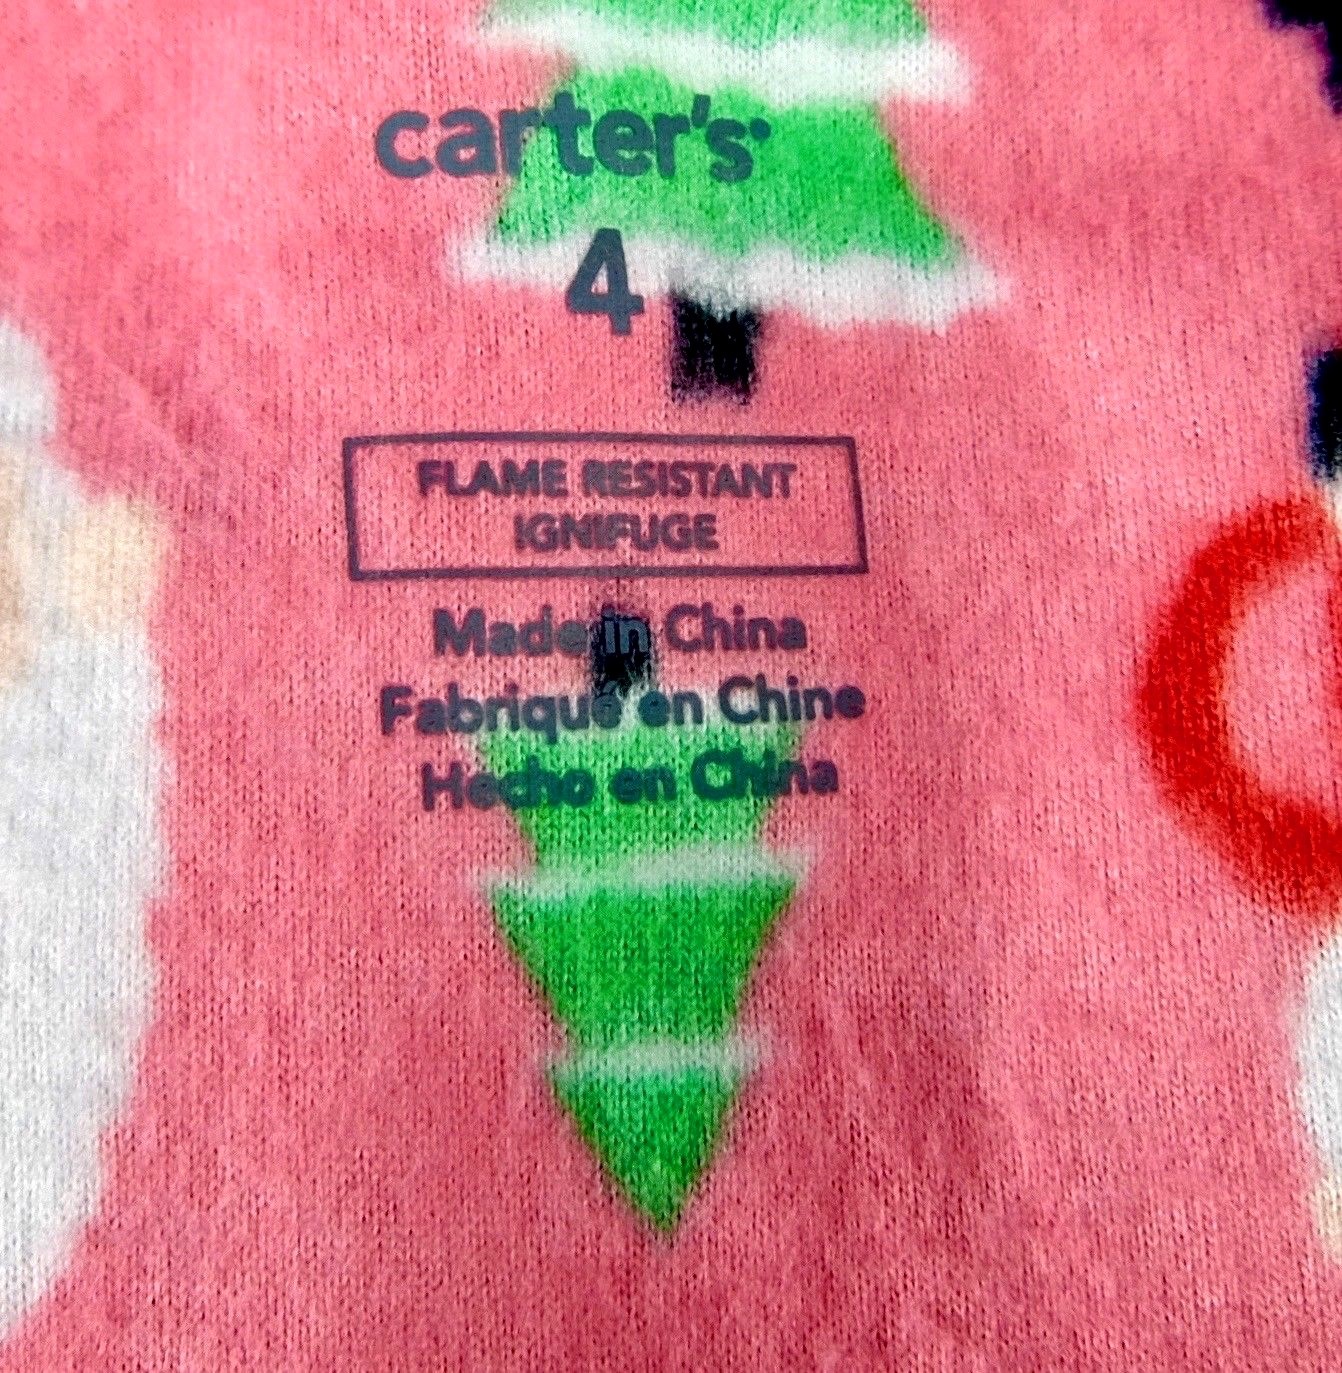 carter's
4
FLAME RESISTANT
IGNIFUGE
Made in China
Fabriqué en Chine
Hecho en China